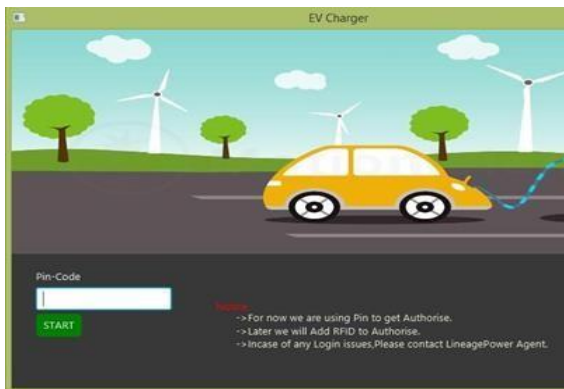 EV Charger
Pin-Code
START
Notice
->For now we are using Pin to get Authorise.
->Later we will Add RFID to Authorise.
->Incase of any Login issues,Please contact LineagePower Agent.